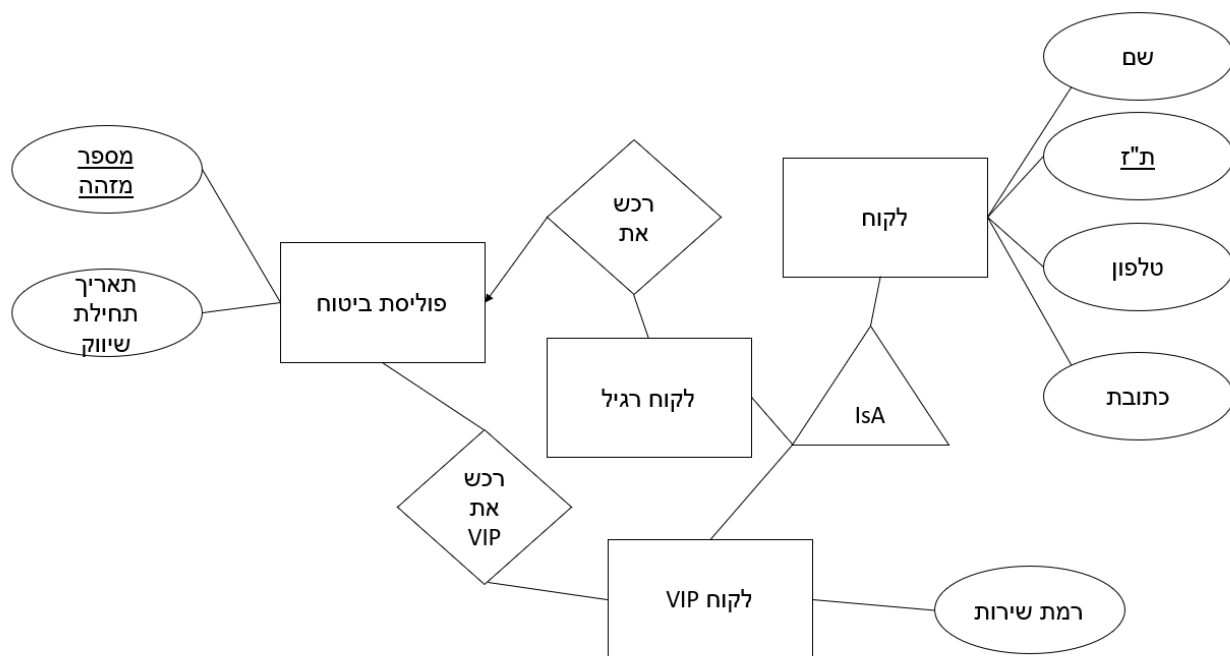 שם
ת"ז
לקוח
טלפון
כתובת
IsA
רכש
את
לקוח רגיל
מספר
מזהה
תאריך
תחילת
שיווק
פוליסת ביטוח
רכש
את
VIP
לקוח VIP
רמת שירות